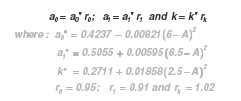 a₀ = a₀* r₀; a₁ = a₁* r₁ and k = k* rₖ
where : a₀* = 0.4237 – 0.00821(6 – A)²
a₁* = 0.5055 + 0.00595(6.5 – A)²
k* = 0.2711 + 0.01858(2.5 – A)²
r₀ = 0.95; r₁ = 0.91 and rₖ = 1.02